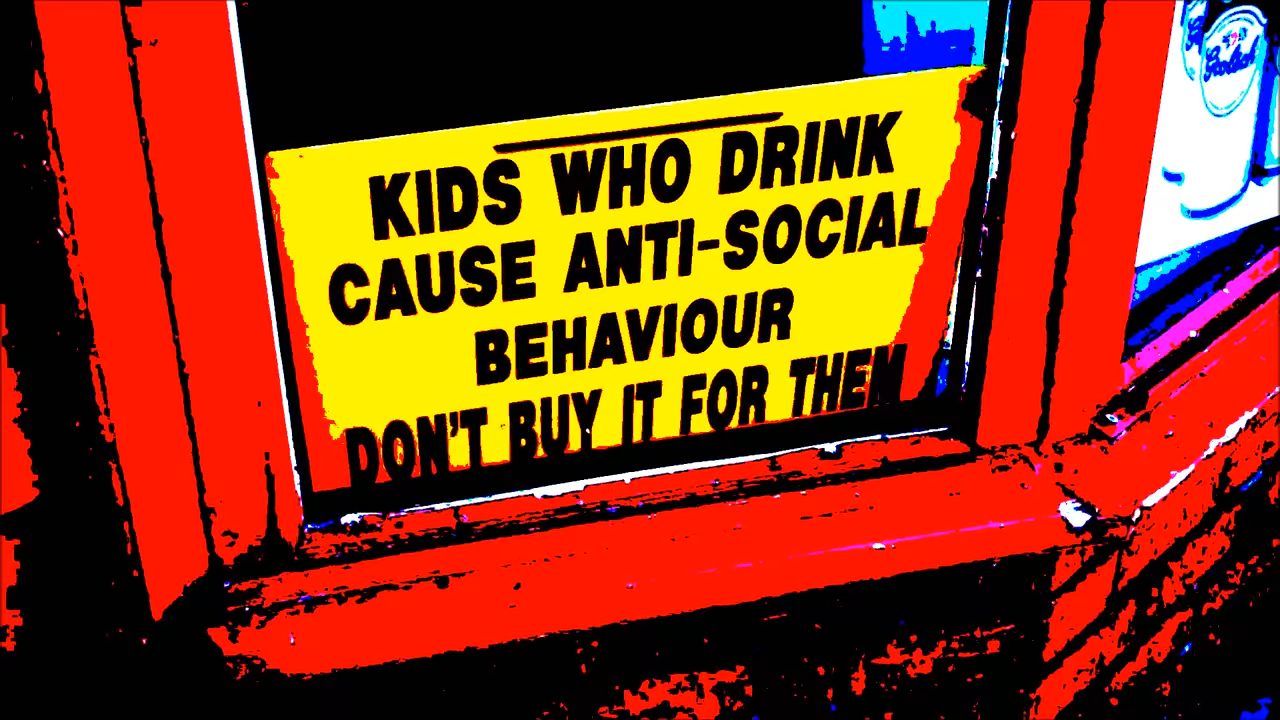 KIDS WHO DRINK
CAUSE ANTI-SOCIAL
BEHAVIOUR
DON'T BUY IT FOR THEM